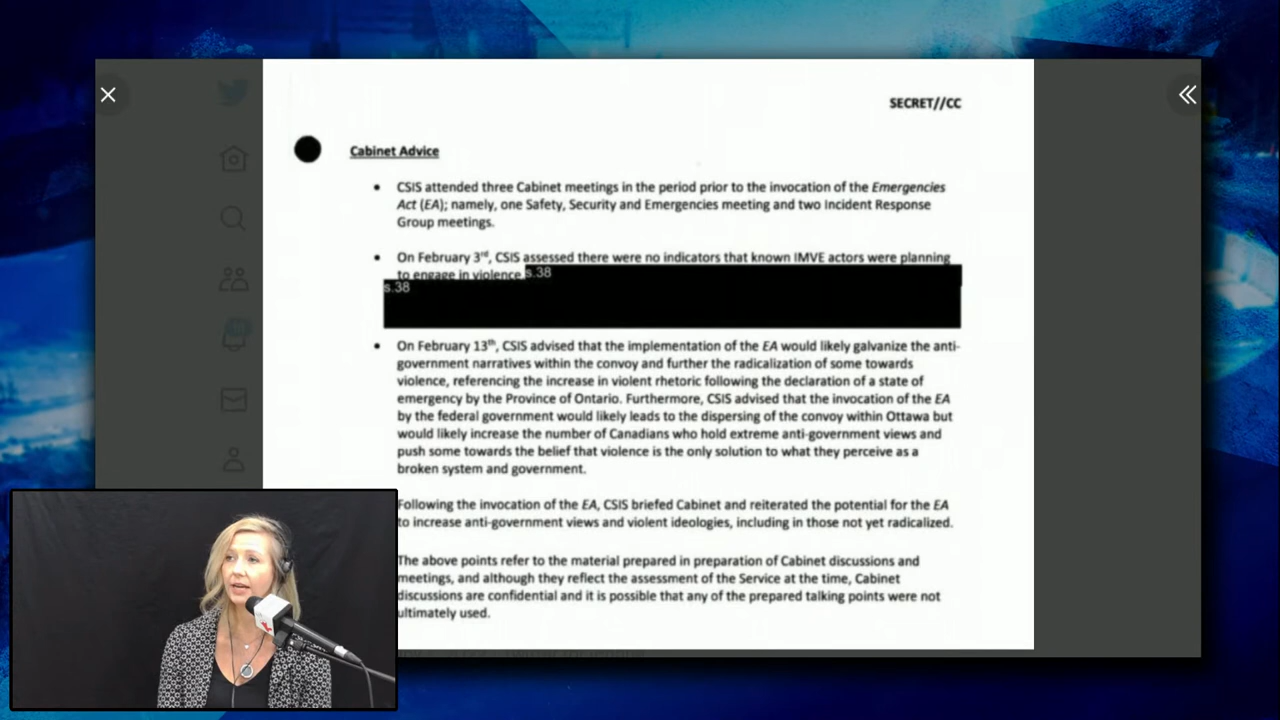 SECRET//CC
Cabinet Advice
• CSIS attended three Cabinet meetings in the period prior to the invocation of the Emergencies
Act (EA); namely, one Safety, Security and Emergencies meeting and two Incident Response
Group meetings.
• On February 3rd, CSIS assessed there were no indicators that known IMVE actors were planning
to engage in violence s.38
s.38
• On February 13th, CSIS advised that the implementation of the EA would likely galvanize the anti-
government narratives within the convoy and further the radicalization of some towards
violence, referencing the increase in violent rhetoric following the declaration of a state of
emergency by the Province of Ontario. Furthermore, CSIS advised that the invocation of the EA
by the federal government would likely leads to the dispersing of the convoy within Ottawa but
would likely increase the number of Canadians who hold extreme anti-government views and
push some towards the belief that violence is the only solution to what they perceive as a
broken system and government.
Following the invocation of the EA, CSIS briefed Cabinet and reiterated the potential for the EA
to increase anti-government views and violent ideologies, including in those not yet radicalized.
The above points refer to the material prepared in preparation of Cabinet discussions and
meetings, and although they reflect the assessment of the Service at the time, Cabinet
discussions are confidential and it is possible that any of the prepared talking points were not
ultimately used.